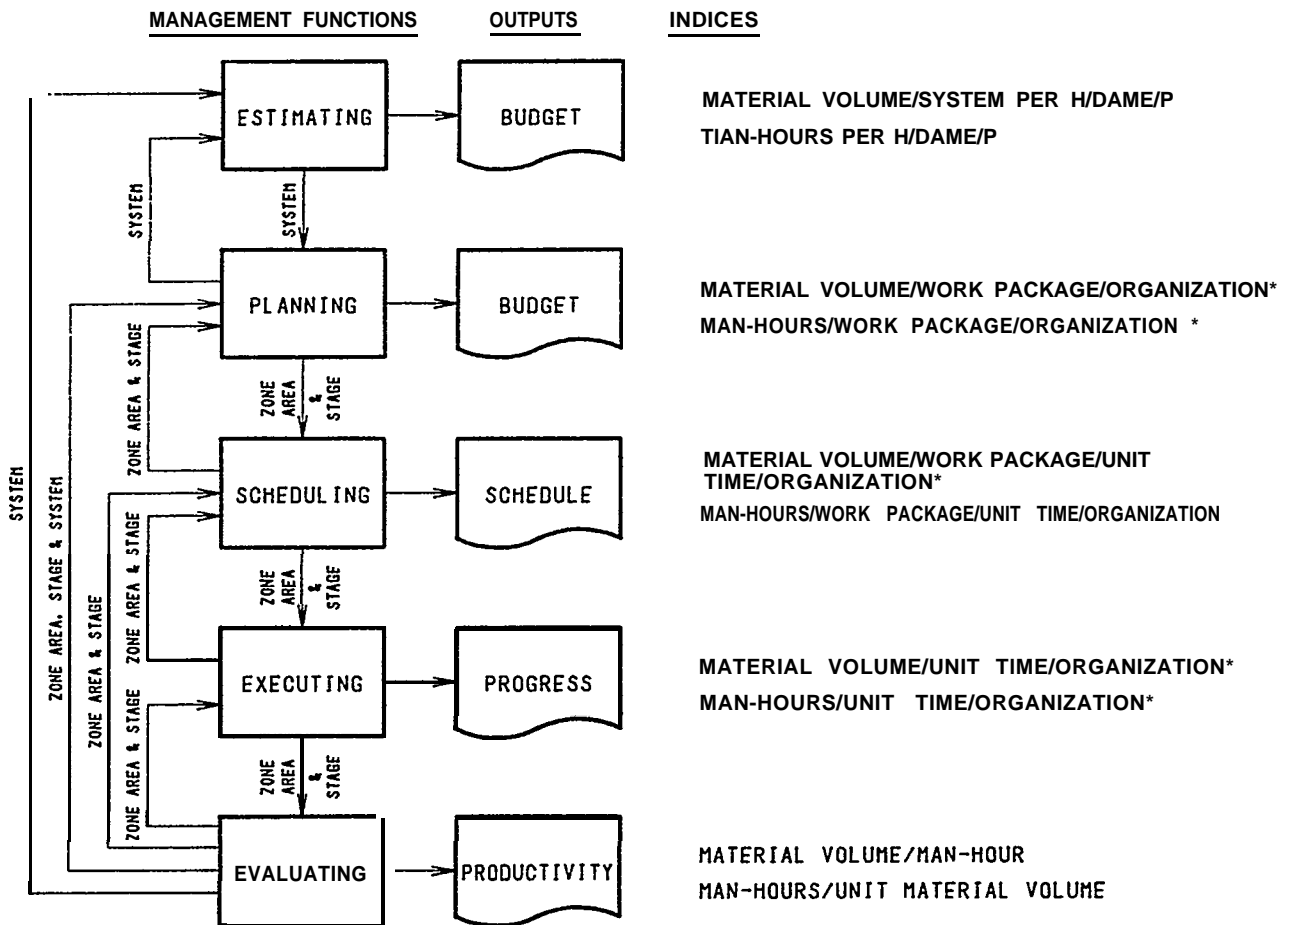 MANAGEMENT FUNCTIONS OUTPUTS INDICES
ESTIMATING
BUDGET
MATERIAL VOLUME/SYSTEM PER H/DAME/P
TIAN-HOURS PER H/DAME/P
SYSTEM
SYSTEM
PLANNING
BUDGET
MATERIAL VOLUME/WORK PACKAGE/ORGANIZATION*
MAN-HOURS/WORK PACKAGE/ORGANIZATION *
ZONE AREA & STAGE
ZONE
AREA
&
STAGE
SCHEDULING
SCHEDULE
MATERIAL VOLUME/WORK PACKAGE/UNIT
TIME/ORGANIZATION*
MAN-HOURS/WORK PACKAGE/UNIT TIME/ORGANIZATION
SYSTEM
ZONE AREA, STAGE & SYSTEM
ZONE AREA & STAGE
ZONE AREA & STAGE
ZONE
AREA
&
STAGE
EXECUTING
PROGRESS
MATERIAL VOLUME/UNIT TIME/ORGANIZATION*
MAN-HOURS/UNIT TIME/ORGANIZATION*
ZONE AREA & STAGE
ZONE
AREA
&
STAGE
EVALUATING
PRODUCTIVITY
MATERIAL VOLUME/MAN-HOUR
MAN-HOURS/UNIT MATERIAL VOLUME